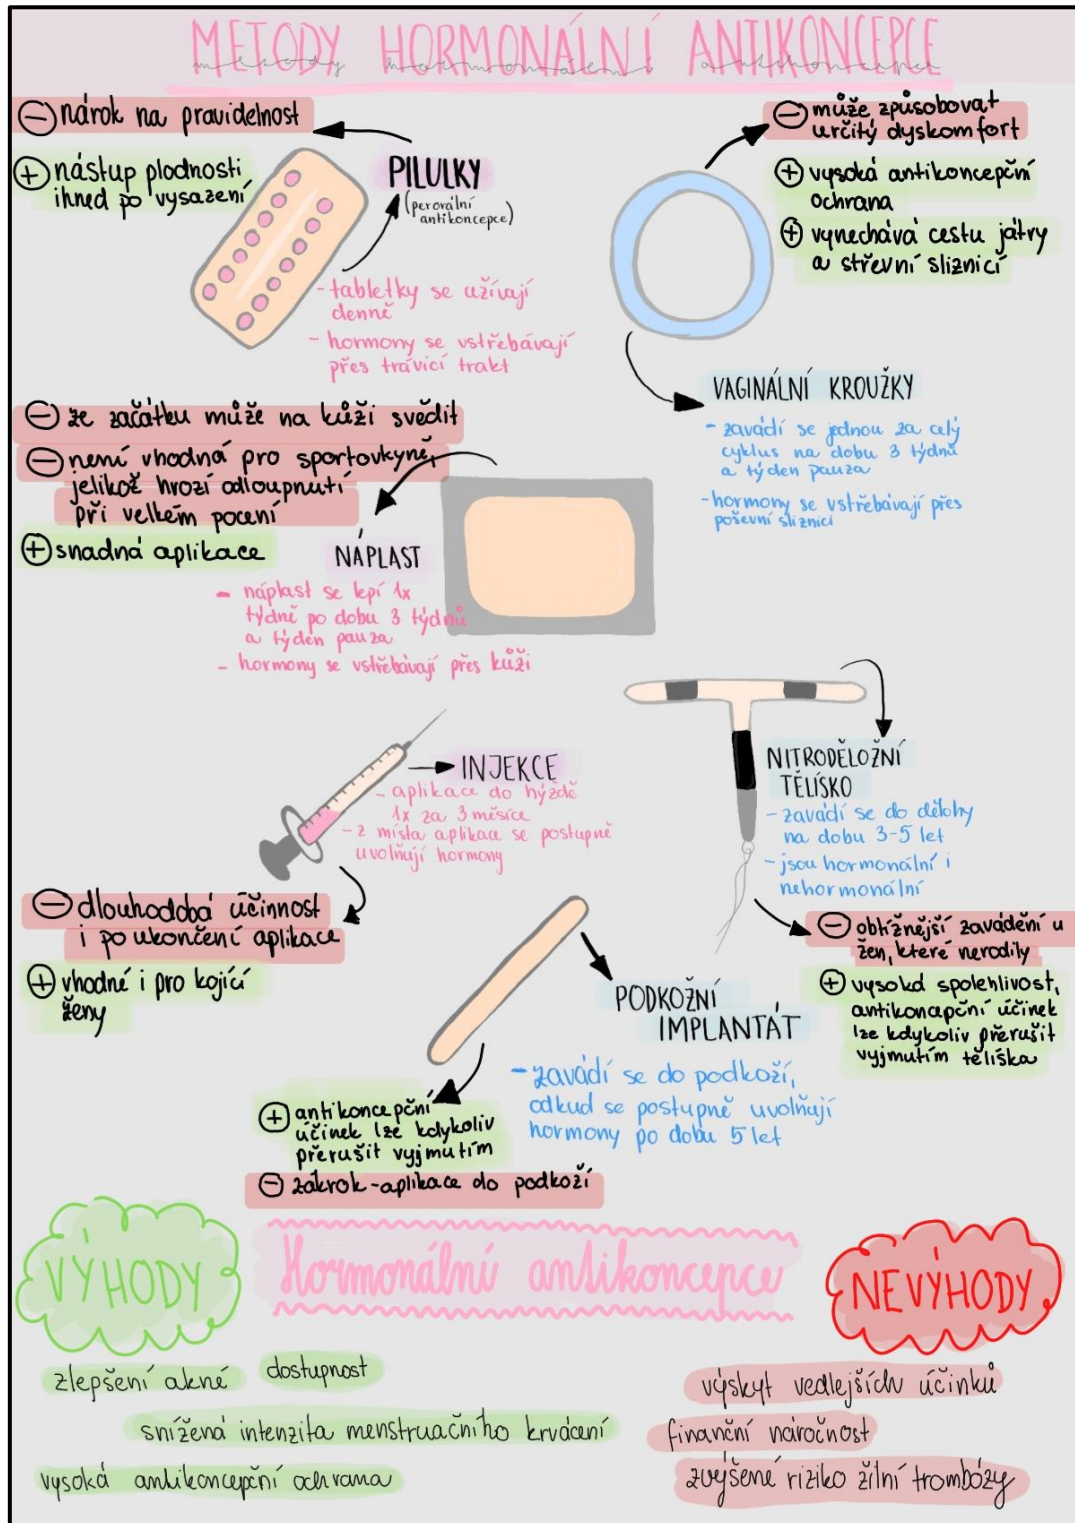 METODY HORMONÁLNÍ ANTIKONCEPCE
metody hormonální antikoncepce
- nárok na pravidelnost
+ nástup plodnosti
ihned po vysazení
PILULKY
(perorální
antikoncepce)
- tabletky se užívají
denně
- hormony se vstřebávají
přes trávicí trakt
- může způsobovat
určitý dyskomfort
+ vysoká antikoncepční
ochrana
+ vynechává cestu játry
a střevní sliznicí
VAGINÁLNÍ KROUŽKY
- zavádí se jednou za celý
cyklus na dobu 3 týdnů
a týden pauza
- hormony se vstřebávají přes
poševní sliznici
- ze začátku může na kůži svědit
- není vhodná pro sportovkyně,
jelikož hrozí odloupnutí
při velkém pocení
+ snadná aplikace
NÁPLAST
- náplast se lepí 1x
týdně po dobu 3 týdnů
a týden pauza
- hormony se vstřebávají přes kůži
INJEKCE
- aplikace do hýždě
1x za 3 měsíce
- z místa aplikace se postupně
uvolňují hormony
- dlouhodobá účinnost
i po ukončení aplikace
+ vhodné i pro kojící
ženy
NITRODĚLOŽNÍ
TĚLÍSKO
- zavádí se do dělohy
na dobu 3-5 let
- jsou hormonální i
nehormonální
- obtížnější zavádění u
žen, které nerodily
+ vysoká spolehlivost,
antikoncapční účinek
lze kdykoliv přerušit
vyjmutím tělíska
PODKOŽNÍ
IMPLANTÁT
- zavádí se do podkoží,
odkud se postupně uvolňují
hormony po dobu 5 let
+ antikoncepční
účinek lze kdykoliv
přerušit vyjmutím
- zákrok-aplikace do podkoží
VÝHODY
Hormonální antikoncepce
NEVÝHODY
zlepšení akné
dostupnost
snížená intenzita menstruačního krvácení
vysoká antikoncepční ochrana
výskyt vedlejších účinků
finanční náročnost
zvýšené riziko žilní trombózy